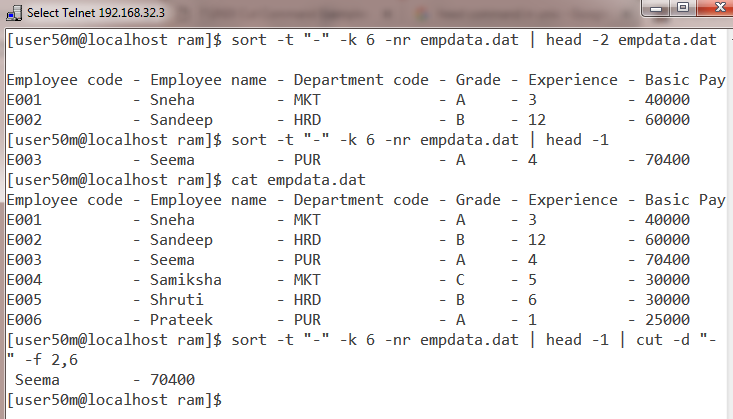 Select Telnet 192.168.32.3
[user50m@localhost ram]$ sort -t "-" -k 6 -nr empdata.dat | head -2 empdata.dat -
Employee code - Employee name - Department code - Grade - Experience - Basic Pay
E001 - Sneha - MKT - A - 3 - 40000
E002 - Sandeep - HRD - B - 12 - 60000
[user50m@localhost ram]$ sort -t "-" -k 6 -nr empdata.dat | head -1
E003 - Seema - PUR - A - 4 - 70400
[user50m@localhost ram]$ cat empdata.dat
Employee code - Employee name - Department code - Grade - Experience - Basic Pay
E001 - Sneha - MKT - A - 3 - 40000
E002 - Sandeep - HRD - B - 12 - 60000
E003 - Seema - PUR - A - 4 - 70400
E004 - Samiksha - MKT - C - 5 - 30000
E005 - Shruti - HRD - B - 6 - 30000
E006 - Prateek - PUR - A - 1 - 25000
[user50m@localhost ram]$ sort -t "-" -k 6 -nr empdata.dat | head -1 | cut -d "-
" -f 2,6
Seema - 70400
[user50m@localhost ram]$